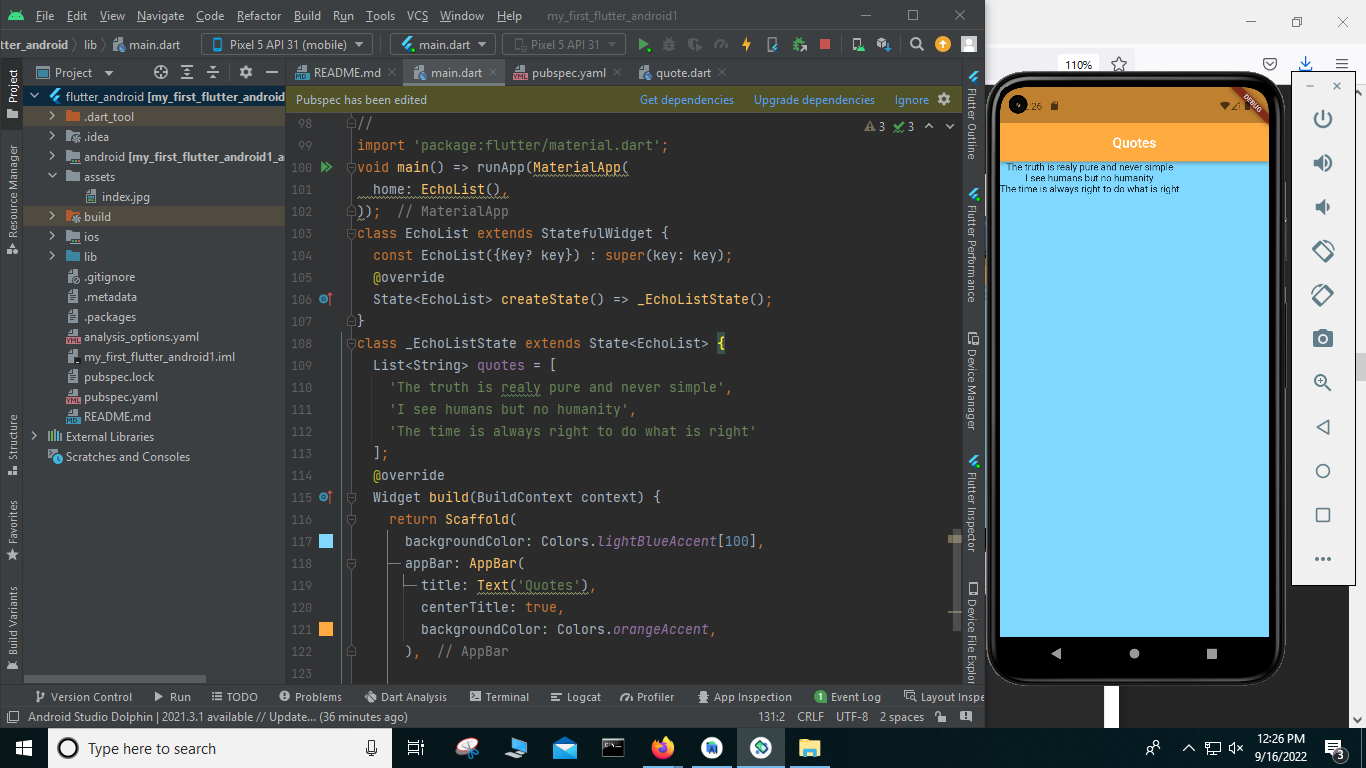 File Edit View Navigate Code Refactor Build Run Tools VCS Window Help my_first_flutter_android1
tter_android lib main.dart Pixel 5 API 31 (mobile) main.dart Pixel 5 API 31
Project README.md main.dart pubspec.yaml quote.dart
Pubspec has been edited Get dependencies Upgrade dependencies Ignore
Project
Resource Manager
Structure
Favorites
Build Variants
flutter_android [my_first_flutter_android
.dart_tool
.idea
android [my_first_flutter_android1_a
assets
index.jpg
build
ios
lib
.gitignore
.metadata
.packages
analysis_options.yaml
my_first_flutter_android1.iml
pubspec.lock
pubspec.yaml
README.md
External Libraries
Scratches and Consoles
3 3
98 //
99 import 'package:flutter/material.dart';
100 void main() => runApp(MaterialApp(
101 home: EchoList(),
102 )); // MaterialApp
103 class EchoList extends StatefulWidget {
104 const EchoList({Key? key}) : super(key: key);
105 @override
106 State<EchoList> createState() => _EchoListState();
107 }
108 class _EchoListState extends State<EchoList> {
109 List<String> quotes = [
110 'The truth is realy pure and never simple',
111 'I see humans but no humanity',
112 'The time is always right to do what is right'
113 ];
114 @override
115 Widget build(BuildContext context) {
116 return Scaffold(
117 backgroundColor: Colors.lightBlueAccent[100],
118 appBar: AppBar(
119 title: Text('Quotes'),
120 centerTitle: true,
121 backgroundColor: Colors.orangeAccent,
122 ), // AppBar
123
Flutter Outline
Flutter Performance
Device Manager
Flutter Inspector
Device File Explor
Version Control Run TODO Problems Dart Analysis Terminal Logcat Profiler App Inspection 1 Event Log Layout Inspe
Android Studio Dolphin | 2021.3.1 available // Update... (36 minutes ago) 131:2 CRLF UTF-8 2 spaces
110%
:26
DEBUG
Quotes
The truth is realy pure and never simple
I see humans but no humanity
The time is always right to do what is right
Type here to search
12:26 PM
9/16/2022
3